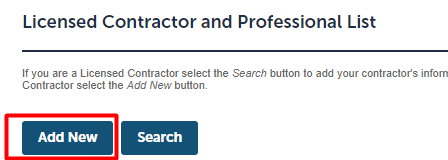 Licensed Contractor and Professional List
If you are a Licensed Contractor select the Search button to add your contractor's
Contractor select the Add New button.
Add New
Search